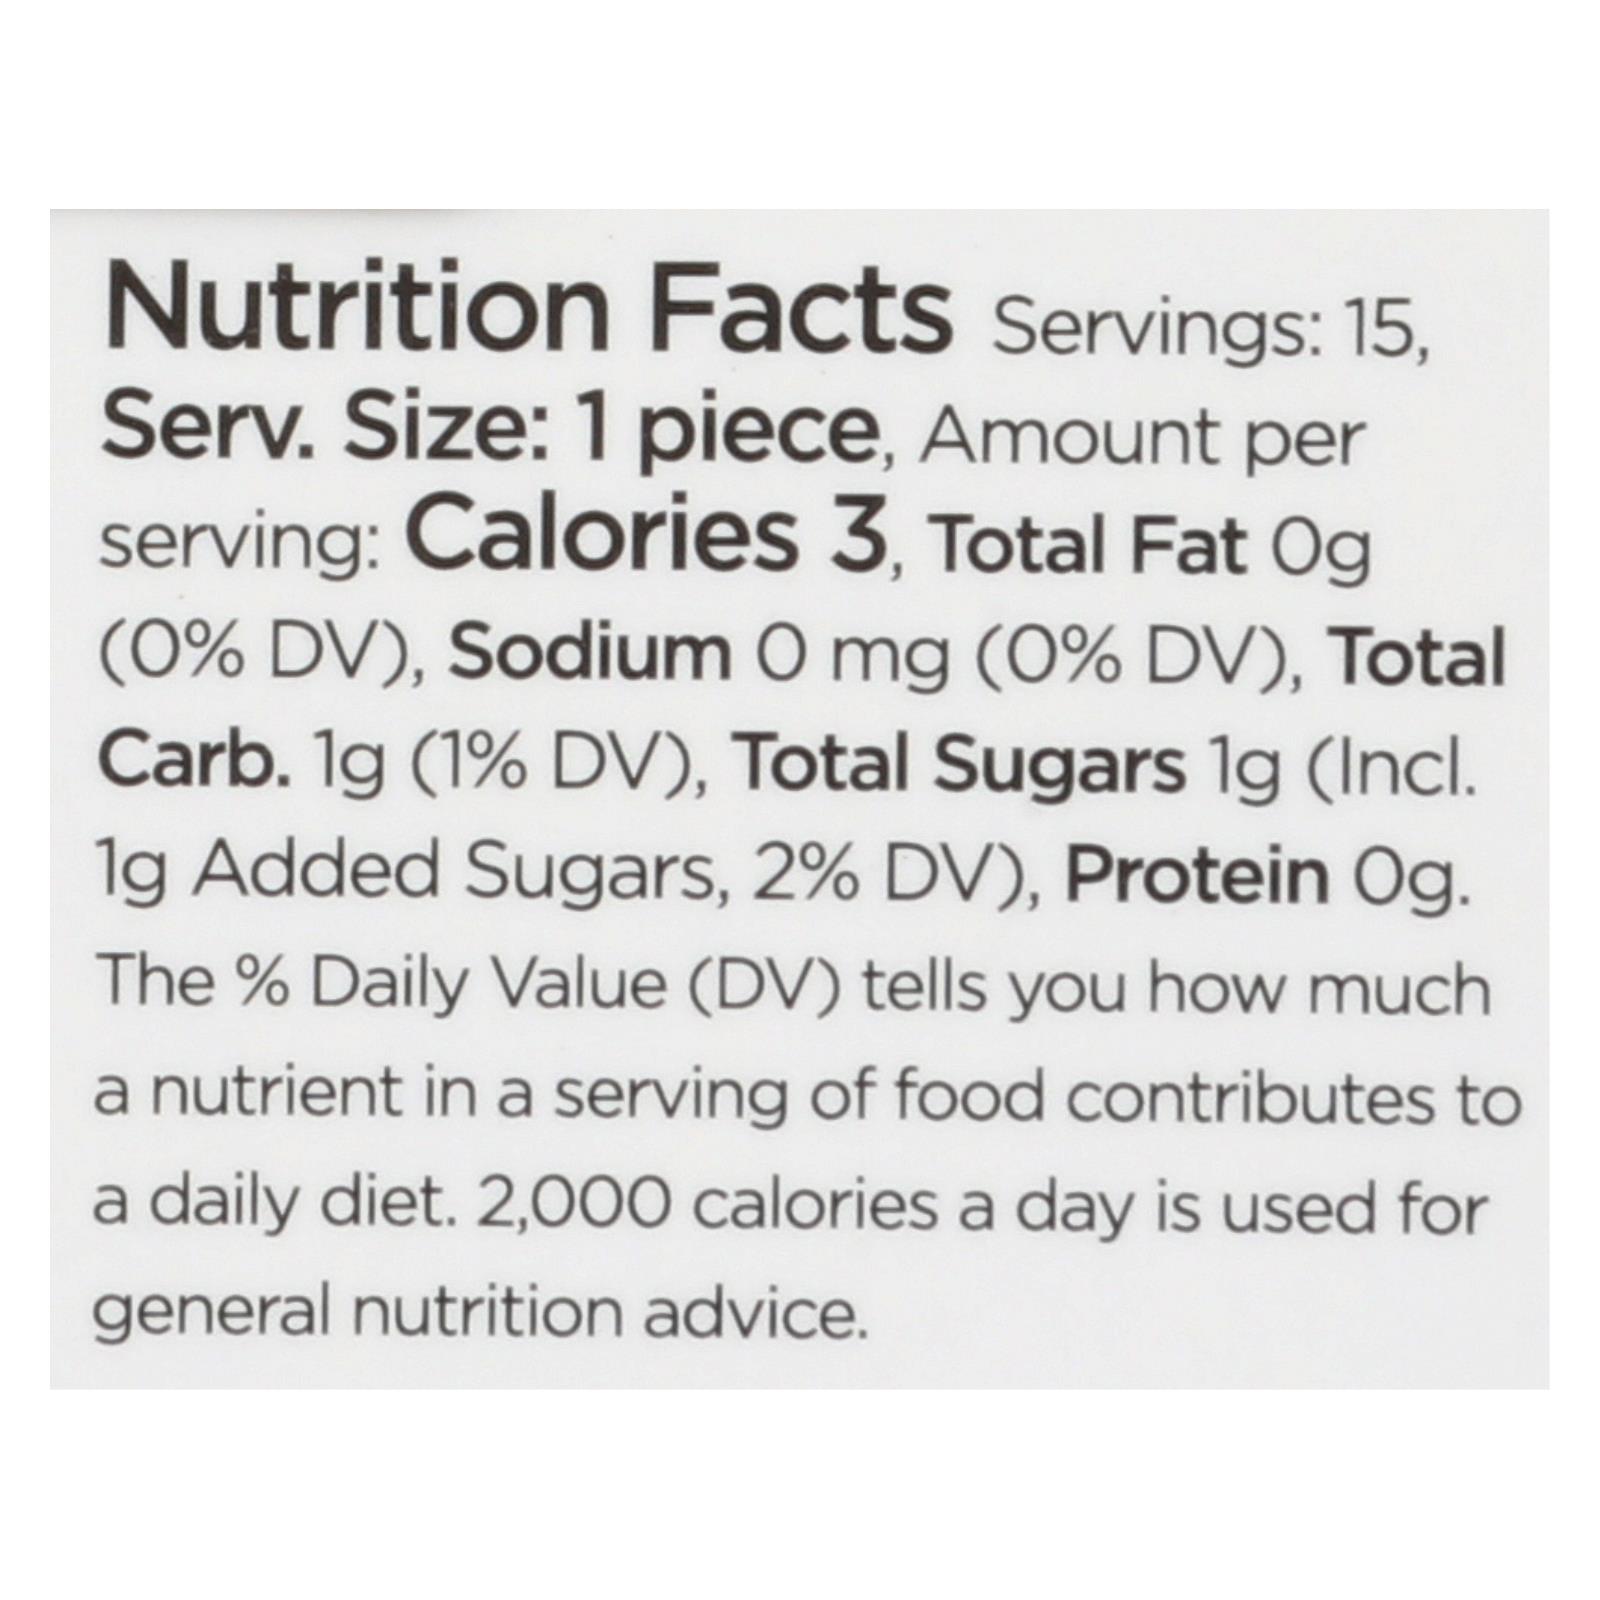 Nutrition Facts Servings: 15,
Serv. Size: 1 piece, Amount per
serving: Calories 3, Total Fat 0g
(0% DV), Sodium 0 mg (0% DV), Total
Carb. 1g (1% DV), Total Sugars 1g (Incl.
1g Added Sugars, 2% DV), Protein 0g.
The % Daily Value (DV) tells you how much
a nutrient in a serving of food contributes to
a daily diet. 2,000 calories a day is used for
general nutrition advice.